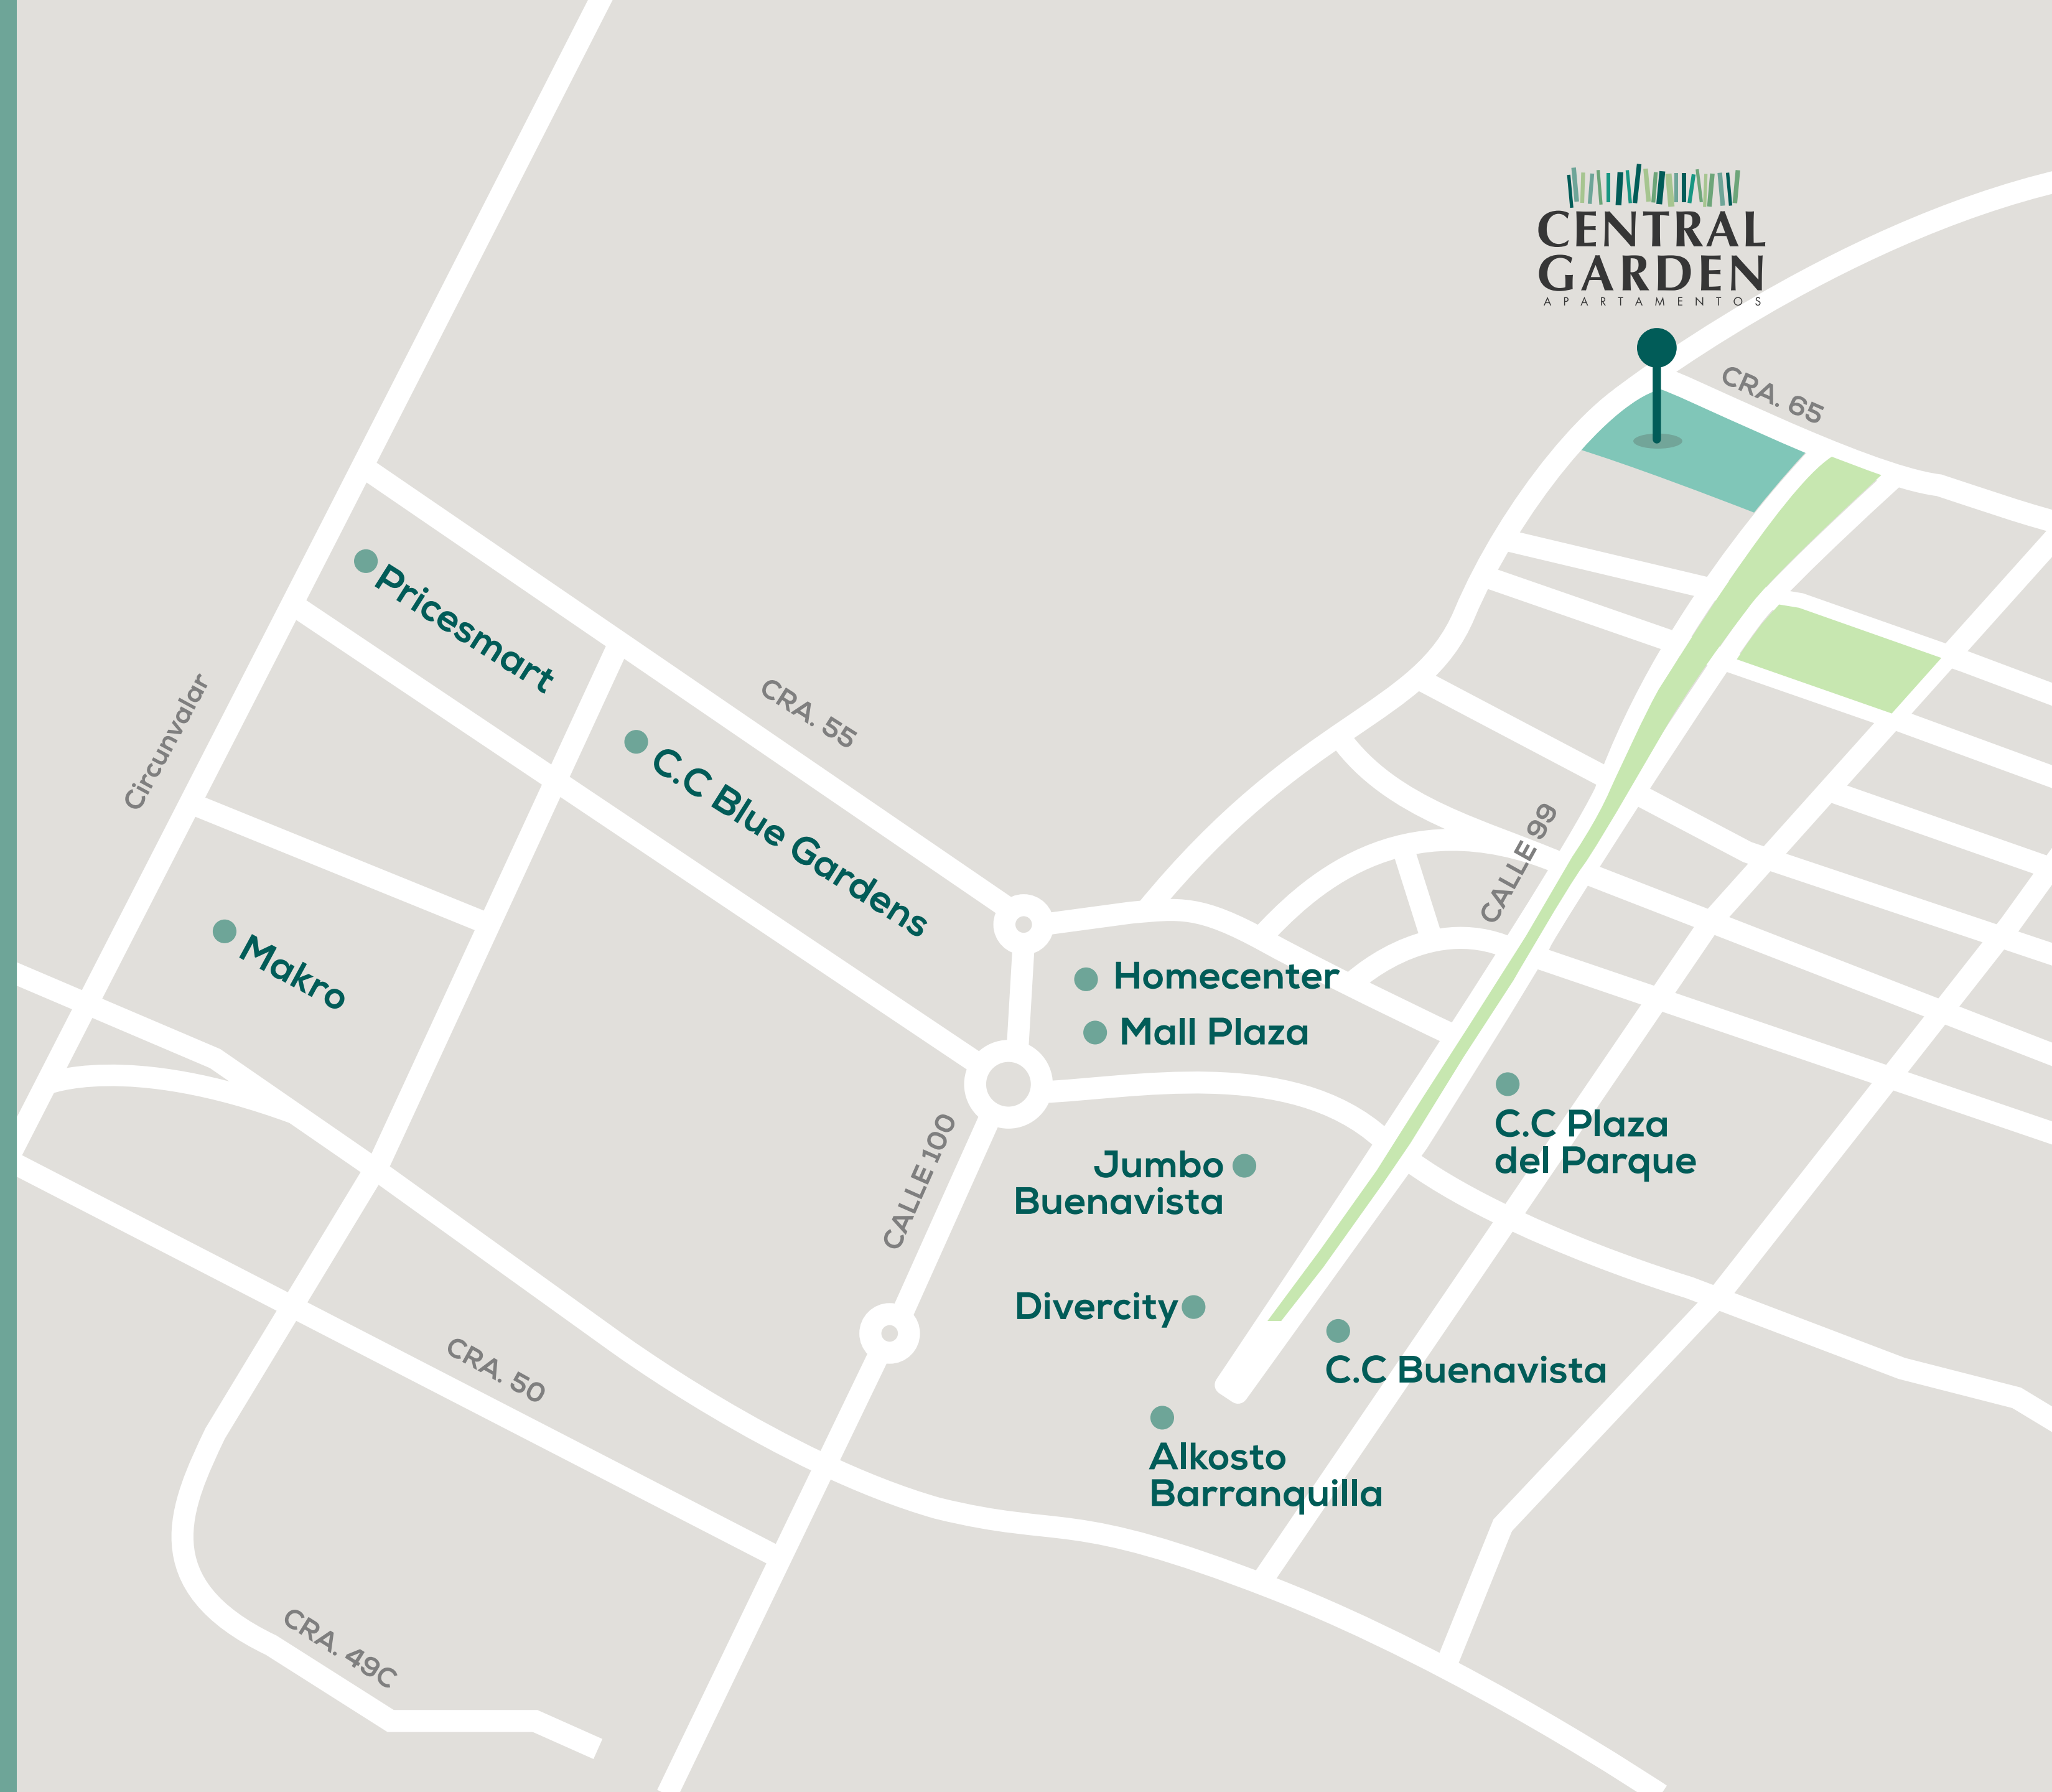 CENTRAL
GARDEN
APARTAMENTOS
CRA. 65
Pricesmart
CRA. 55
Circunvalar
C.C Blue Gardens
CALLE 99
Makro
Homecenter
Mall Plaza
C.C Plaza
del Parque
CALLE 100
Jumbo
Buenavista
Divercity
C.C Buenavista
CRA. 50
Alkosto
Barranquilla
CRA. 49C